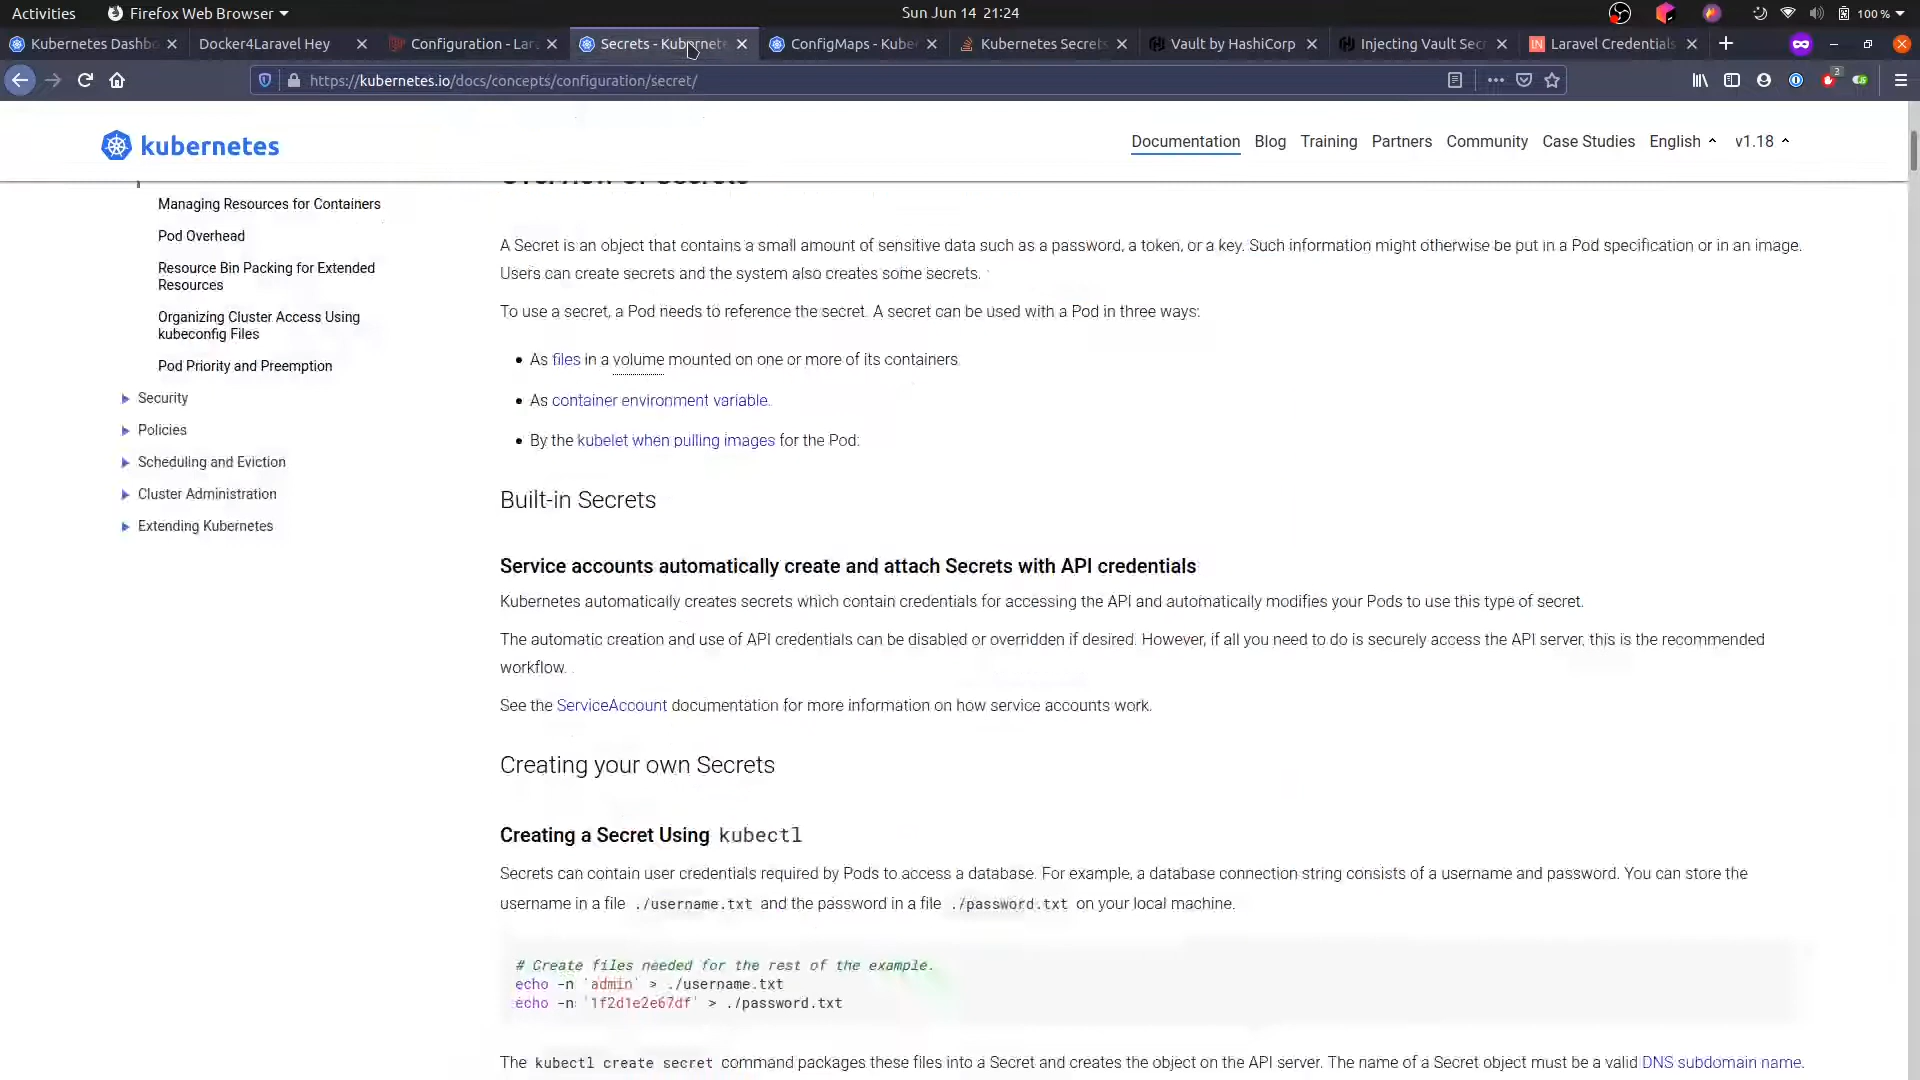 Activities
Firefox Web Browser
Sun Jun 14 21:24
100 %
Kubernetes Dashb
Docker4Laravel Hey
Configuration - Lar
Secrets - Kubernete
ConfigMaps - Kube
Kubernetes Secrets
Vault by HashiCorp
Injecting Vault Sec
Laravel Credentials
https://kubernetes.io/docs/concepts/configuration/secret/
2
kubernetes
Documentation Blog Training Partners Community Case Studies English v1.18
Overview of Secrets
Managing Resources for Containers
Pod Overhead
Resource Bin Packing for Extended
Resources
Organizing Cluster Access Using
kubeconfig Files
Pod Priority and Preemption
Security
Policies
Scheduling and Eviction
Cluster Administration
Extending Kubernetes
A Secret is an object that contains a small amount of sensitive data such as a password, a token, or a key. Such information might otherwise be put in a Pod specification or in an image.
Users can create secrets and the system also creates some secrets.
To use a secret, a Pod needs to reference the secret. A secret can be used with a Pod in three ways:
As files in a volume mounted on one or more of its containers.
As container environment variable.
By the kubelet when pulling images for the Pod.
Built-in Secrets
Service accounts automatically create and attach Secrets with API credentials
Kubernetes automatically creates secrets which contain credentials for accessing the API and automatically modifies your Pods to use this type of secret.
The automatic creation and use of API credentials can be disabled or overridden if desired. However, if all you need to do is securely access the API server, this is the recommended
workflow.
See the ServiceAccount documentation for more information on how service accounts work.
Creating your own Secrets
Creating a Secret Using kubectl
Secrets can contain user credentials required by Pods to access a database. For example, a database connection string consists of a username and password. You can store the
username in a file ./username.txt and the password in a file ./password.txt on your local machine.
# Create files needed for the rest of the example.
echo -n 'admin' > ./username.txt
echo -n '1f2d1e2e67df' > ./password.txt
The kubectl create secret command packages these files into a Secret and creates the object on the API server. The name of a Secret object must be a valid DNS subdomain name.